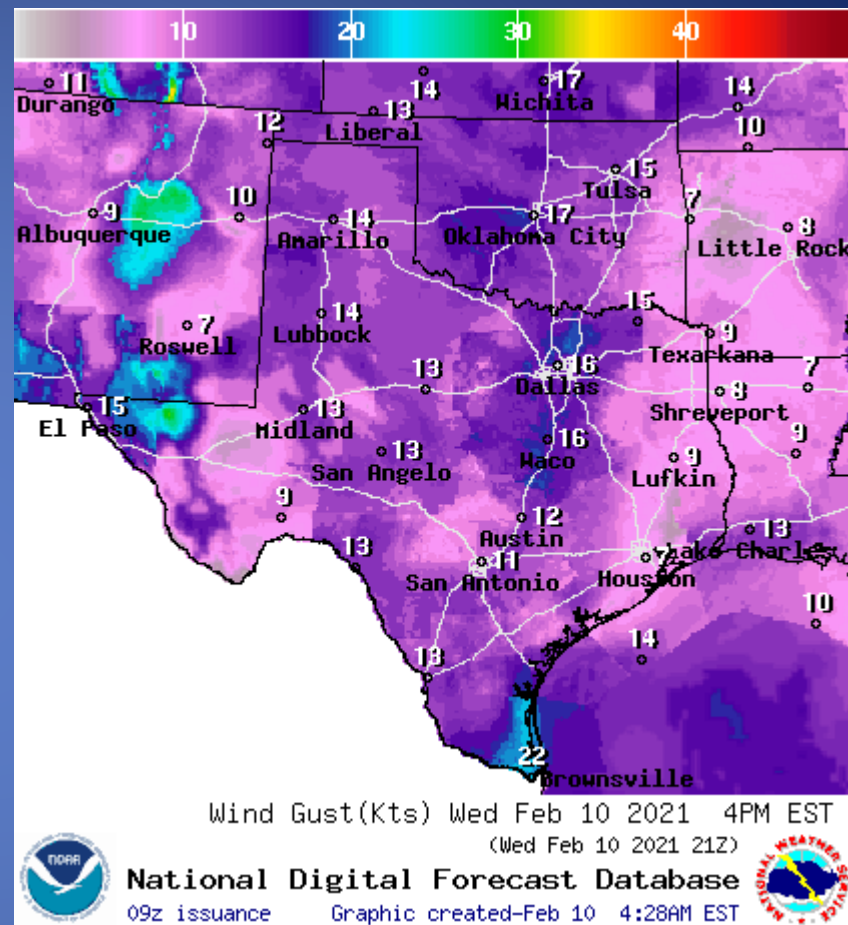 10 20 30 40
11 Durango
14
17 Wichita
14
13 Liberal
12
10
15 Tulsa
9 Albuquerque
10
14 Amarillo
17 Oklahoma City
7
8 Little Rock
7 Roswell
14 Lubbock
15
9 Texarkana
16 Dallas
13
8 Shreveport
7
15 El Paso
13 Midland
13 San Angelo
16 Waco
9 Lufkin
9
9
12 Austin
13 Lake Charles
13
11 San Antonio
Houston
10
14
13
22 Brownsville
Wind Gust(Kts) Wed Feb 10 2021 4PM EST
(Wed Feb 10 2021 21Z)
noaa
National Digital Forecast Database
09z issuance Graphic created-Feb 10 4:28AM EST
NATIONAL WEATHER SERVICE